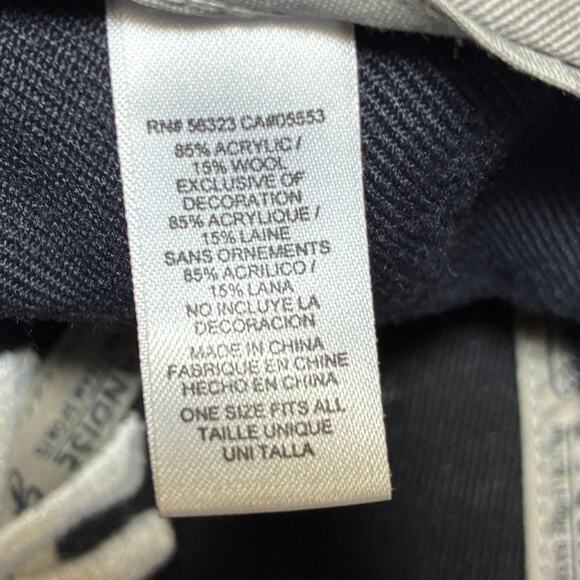 RN# 56323 CA#05553
85% ACRYLIC /
15% WOOL
EXCLUSIVE OF
DECORATION
85% ACRYLIQUE /
15% LAINE
SANS ORNEMENTS
85% ACRILICO /
15% LANA
NO INCLUYE LA
DECORACION
MADE IN CHINA
FABRIQUE EN CHINE
HECHO EN CHINA
ONE SIZE FITS ALL
TAILLE UNIQUE
UNI TALLA